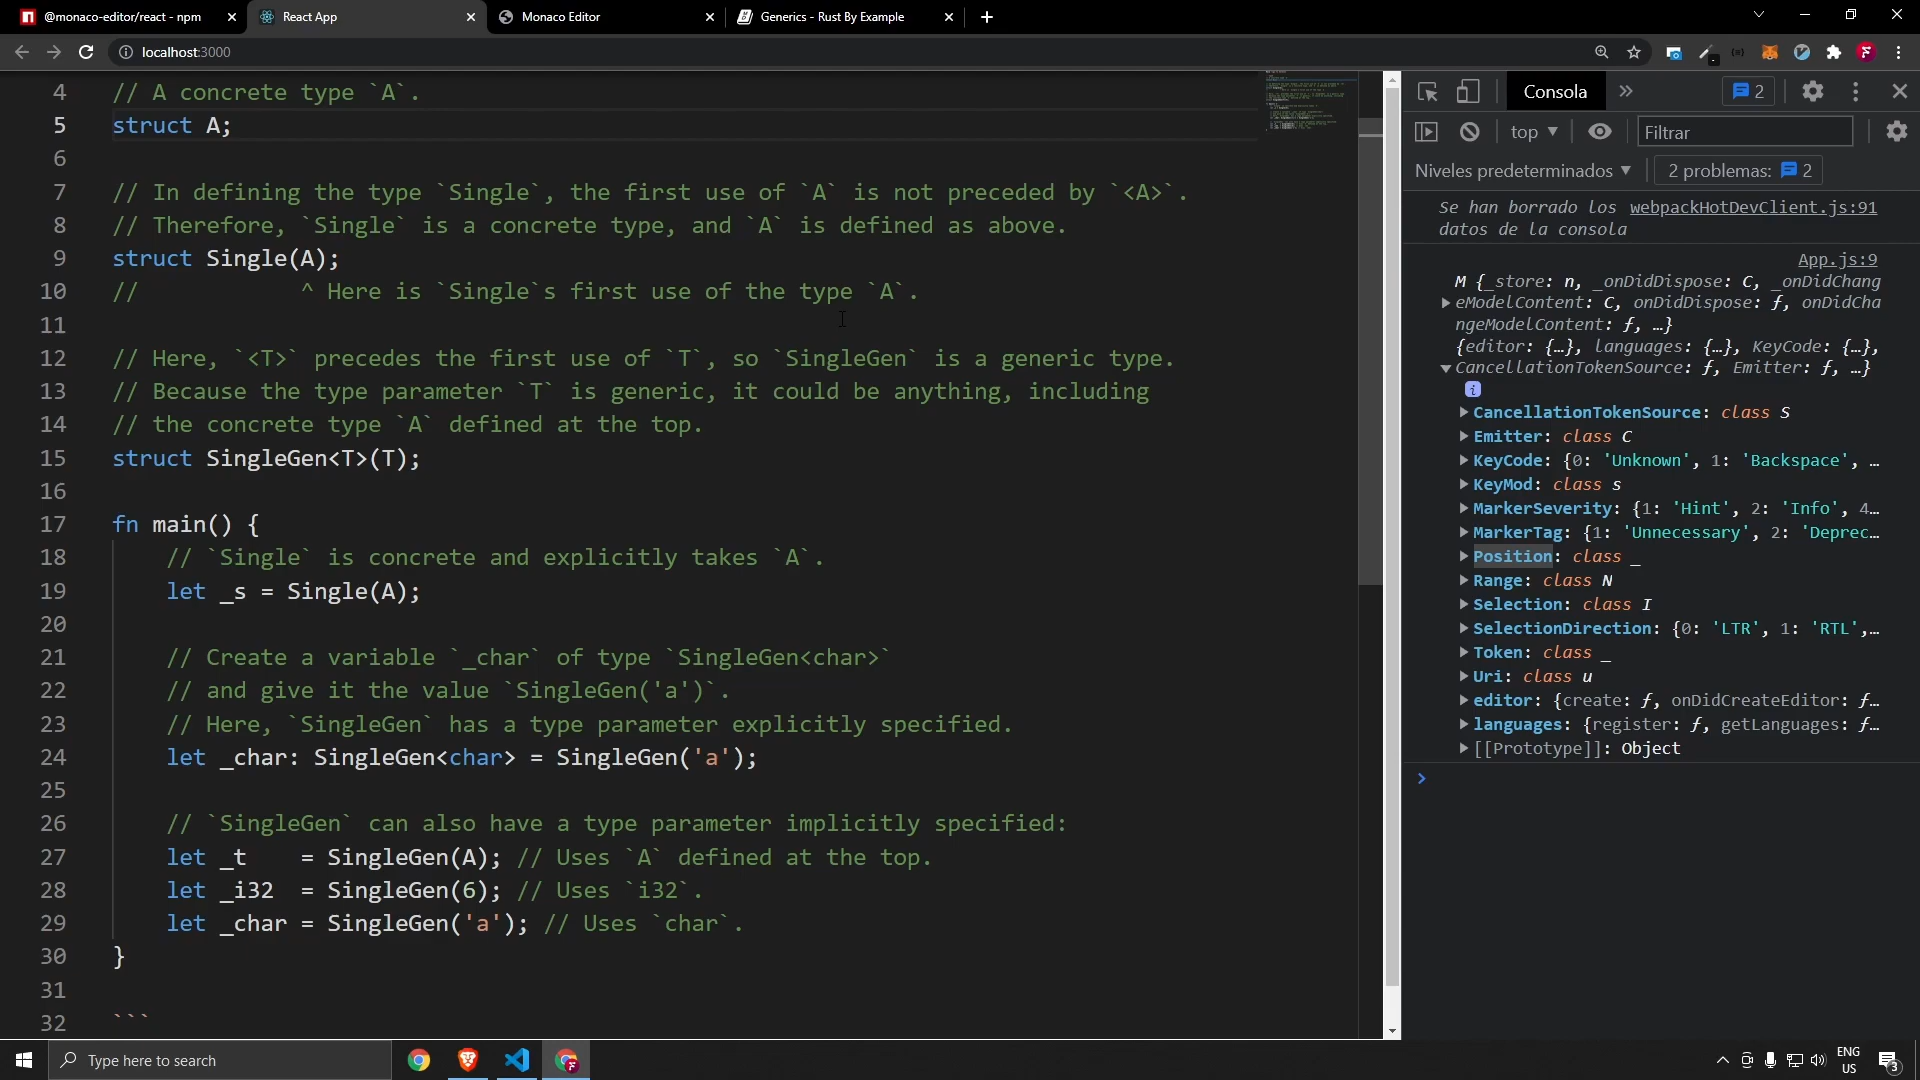 @monaco-editor/react - npm
React App
Monaco Editor
Generics - Rust By Example
localhost:3000
4 // A concrete type `A`.
5 struct A;
6
7 // In defining the type `Single`, the first use of `A` is not preceded by `<A>`.
8 // Therefore, `Single` is a concrete type, and `A` is defined as above.
9 struct Single(A);
10 //            ^ Here is `Single`s first use of the type `A`.
11
12 // Here, `<T>` precedes the first use of `T`, so `SingleGen` is a generic type.
13 // Because the type parameter `T` is generic, it could be anything, including
14 // the concrete type `A` defined at the top.
15 struct SingleGen<T>(T);
16
17 fn main() {
18     // `Single` is concrete and explicitly takes `A`.
19     let _s = Single(A);
20
21     // Create a variable `_char` of type `SingleGen<char>`
22     // and give it the value `SingleGen('a')`.
23     // Here, `SingleGen` has a type parameter explicitly specified.
24     let _char: SingleGen<char> = SingleGen('a');
25
26     // `SingleGen` can also have a type parameter implicitly specified:
27     let _t    = SingleGen(A); // Uses `A` defined at the top.
28     let _i32  = SingleGen(6); // Uses `i32`.
29     let _char = SingleGen('a'); // Uses `char`.
30 }
31
32 ```
Consola
2
top
Filtrar
Niveles predeterminados
2 problemas: 2
Se han borrado los webpackHotDevClient.js:91
datos de la consola
App.js:9
M {_store: n, _onDidDispose: C, _onDidChang
eModelContent: C, onDidDispose: ƒ, onDidCha
ngeModelContent: ƒ, …}
{editor: {…}, languages: {…}, KeyCode: {…},
CancellationTokenSource: ƒ, Emitter: ƒ, …}
i
CancellationTokenSource: class S
Emitter: class C
KeyCode: {0: 'Unknown', 1: 'Backspace', …
KeyMod: class s
MarkerSeverity: {1: 'Hint', 2: 'Info', 4…
MarkerTag: {1: 'Unnecessary', 2: 'Deprec…
Position: class _
Range: class N
Selection: class I
SelectionDirection: {0: 'LTR', 1: 'RTL',…
Token: class _
Uri: class u
editor: {create: ƒ, onDidCreateEditor: ƒ…
languages: {register: ƒ, getLanguages: ƒ…
[[Prototype]]: Object
Type here to search
ENG
US
3